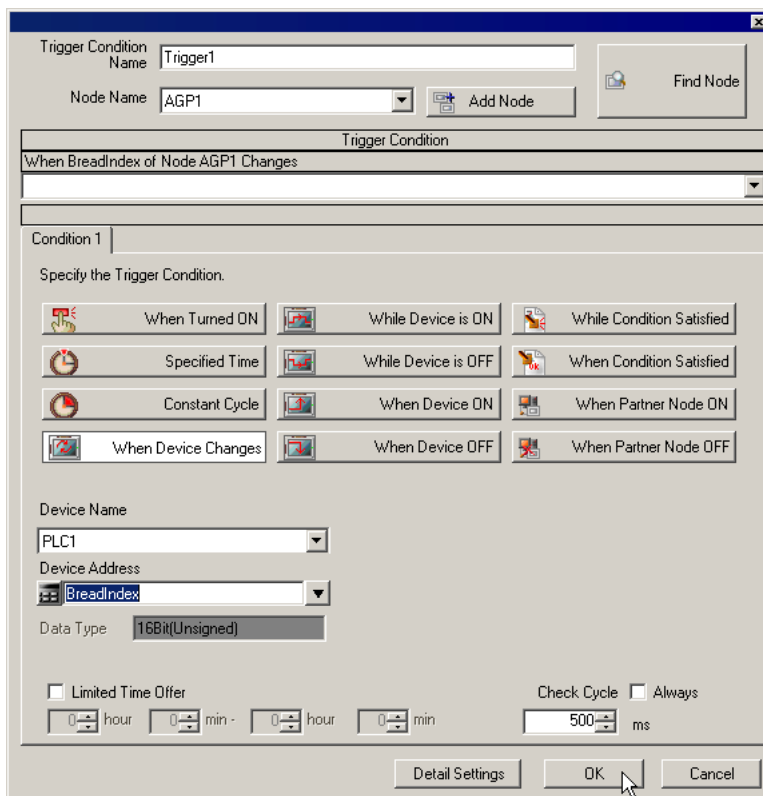 Trigger Condition
Name
Trigger1
Find Node
Node Name
AGP1
Add Node
Trigger Condition
When BreadIndex of Node AGP1 Changes
Condition 1
Specify the Trigger Condition.
When Turned ON
While Device is ON
While Condition Satisfied
Specified Time
While Device is OFF
When Condition Satisfied
Constant Cycle
When Device ON
When Partner Node ON
When Device Changes
When Device OFF
When Partner Node OFF
Device Name
PLC1
Device Address
BreadIndex
Data Type
16Bit(Unsigned)
Limited Time Offer
Check Cycle
Always
0 hour 0 min - 0 hour 0 min
500 ms
Detail Settings
OK
Cancel